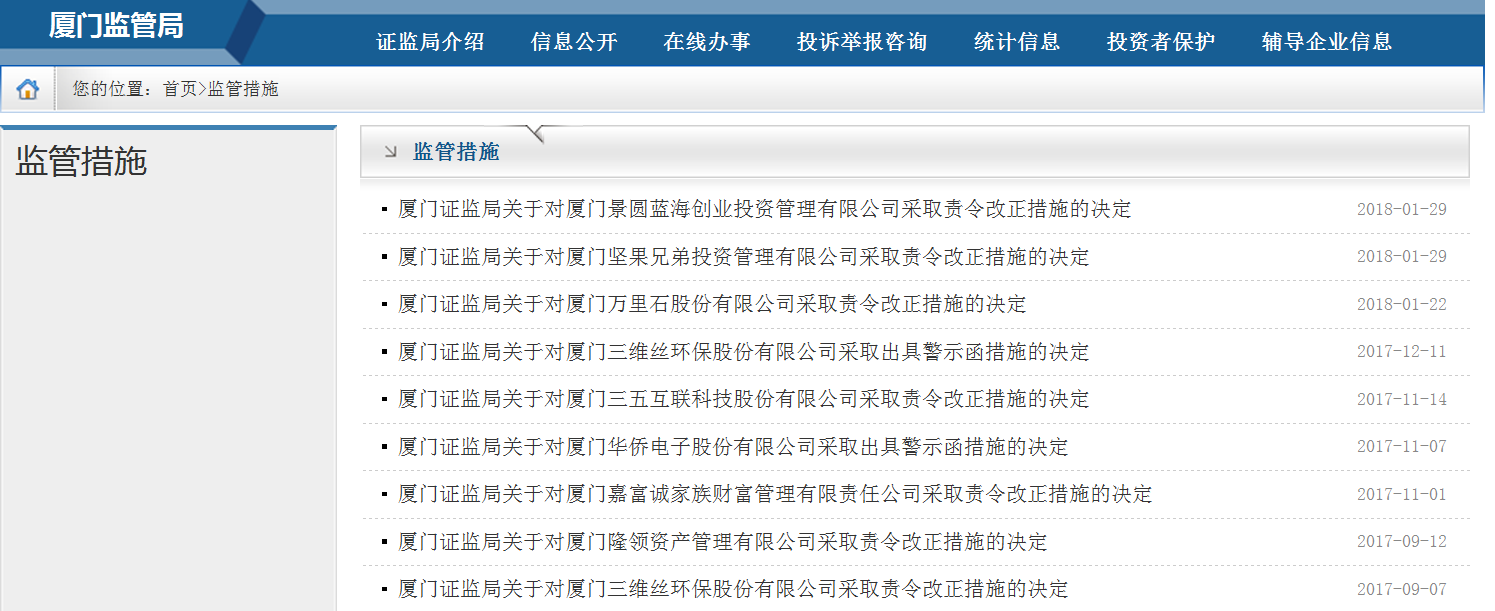 厦门监管局
证监局介绍 信息公开 在线办事 投诉举报咨询 统计信息 投资者保护 辅导企业信息
您的位置：首页>监管措施
监管措施
监管措施
厦门证监局关于对厦门景圆蓝海创业投资管理有限公司采取责令改正措施的决定 2018-01-29
厦门证监局关于对厦门坚果兄弟投资管理有限公司采取责令改正措施的决定 2018-01-29
厦门证监局关于对厦门万里石股份有限公司采取责令改正措施的决定 2018-01-22
厦门证监局关于对厦门三维丝环保股份有限公司采取出具警示函措施的决定 2017-12-11
厦门证监局关于对厦门三五互联科技股份有限公司采取责令改正措施的决定 2017-11-14
厦门证监局关于对厦门华侨电子股份有限公司采取出具警示函措施的决定 2017-11-07
厦门证监局关于对厦门嘉富诚家族财富管理有限责任公司采取责令改正措施的决定 2017-11-01
厦门证监局关于对厦门隆领资产管理有限公司采取责令改正措施的决定 2017-09-12
厦门证监局关于对厦门三维丝环保股份有限公司采取责令改正措施的决定 2017-09-07